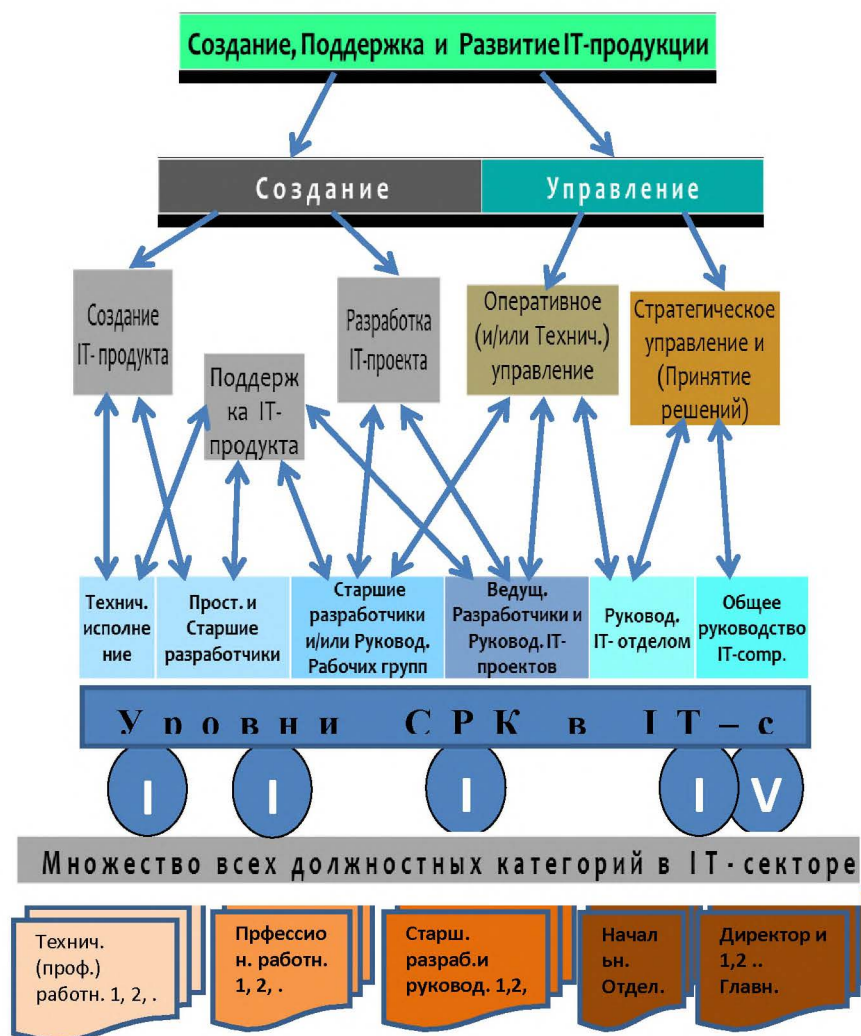 Создание, Поддержка и Развитие IT-продукции
Создание
Управление
Создание
IT- продукта
Поддерж
ка IT-
продукта
Разработка
IT-проекта
Оперативное
(и/или Технич.)
управление
Стратегическое
управление и
(Принятие
решений)
Технич.
исполне
ние
Прост. и
Старшие
разработчики
Старшие
разработчики
и/или Руковод.
Рабочих групп
Ведущ.
Разработчики и
Руковод. IT-
проектов
Руковод.
IT- отделом
Общее
руководство
IT-comp.
Уровни СРК в IT–с
I
I
I
I
V
Множество всех должностных категорий в IT-секторе
Технич.
(проф.)
работн. 1, 2, .
Прфессио
н. работн.
1, 2, .
Старш.
разраб.и
руковод. 1,2,
Начал
ьн.
Отдел.
Директор и
1,2 ..
Главн.